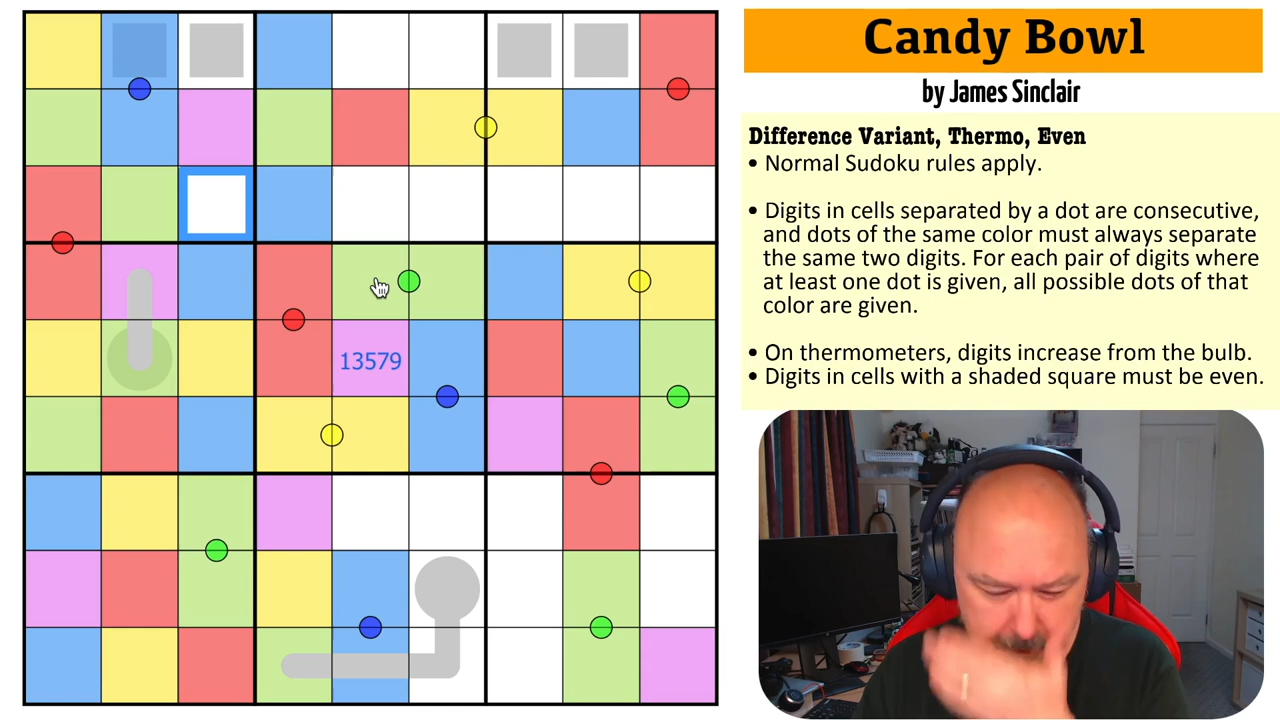 Candy Bowl
by James Sinclair
Difference Variant, Thermo, Even
• Normal Sudoku rules apply.
• Digits in cells separated by a dot are consecutive,
and dots of the same color must always separate
the same two digits. For each pair of digits where
at least one dot is given, all possible dots of that
color are given.
• On thermometers, digits increase from the bulb.
• Digits in cells with a shaded square must be even.
13579